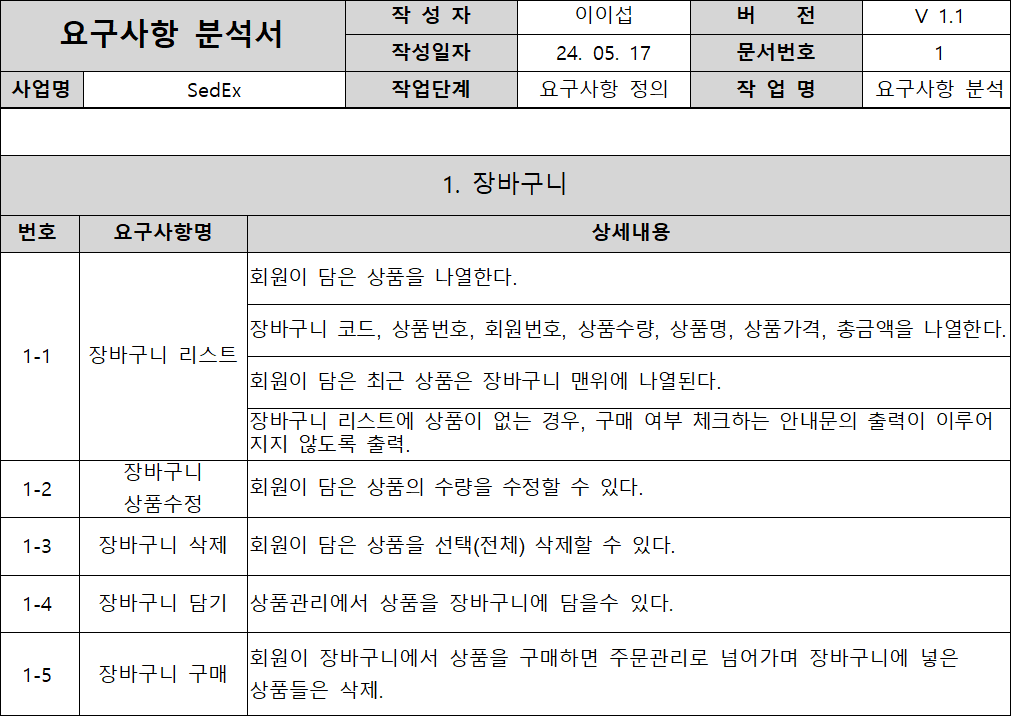 요구사항 분석서
작 성 자
이이섭
버 전
V 1.1
작성일자
24. 05. 17
문서번호
1
사업명
SedEx
작업단계
요구사항 정의
작 업 명
요구사항 분석
1. 장바구니
번호
요구사항명
상세내용
1-1
장바구니 리스트
회원이 담은 상품을 나열한다.
장바구니 코드, 상품번호, 회원번호, 상품수량, 상품명, 상품가격, 총금액을 나열한다.
회원이 담은 최근 상품은 장바구니 맨위에 나열된다.
장바구니 리스트에 상품이 없는 경우, 구매 여부 체크하는 안내문의 출력이 이루어
지지 않도록 출력.
1-2
장바구니
상품수정
회원이 담은 상품의 수량을 수정할 수 있다.
1-3
장바구니 삭제
회원이 담은 상품을 선택(전체) 삭제할 수 있다.
1-4
장바구니 담기
상품관리에서 상품을 장바구니에 담을수 있다.
1-5
장바구니 구매
회원이 장바구니에서 상품을 구매하면 주문관리로 넘어가며 장바구니에 넣은
상품들은 삭제.